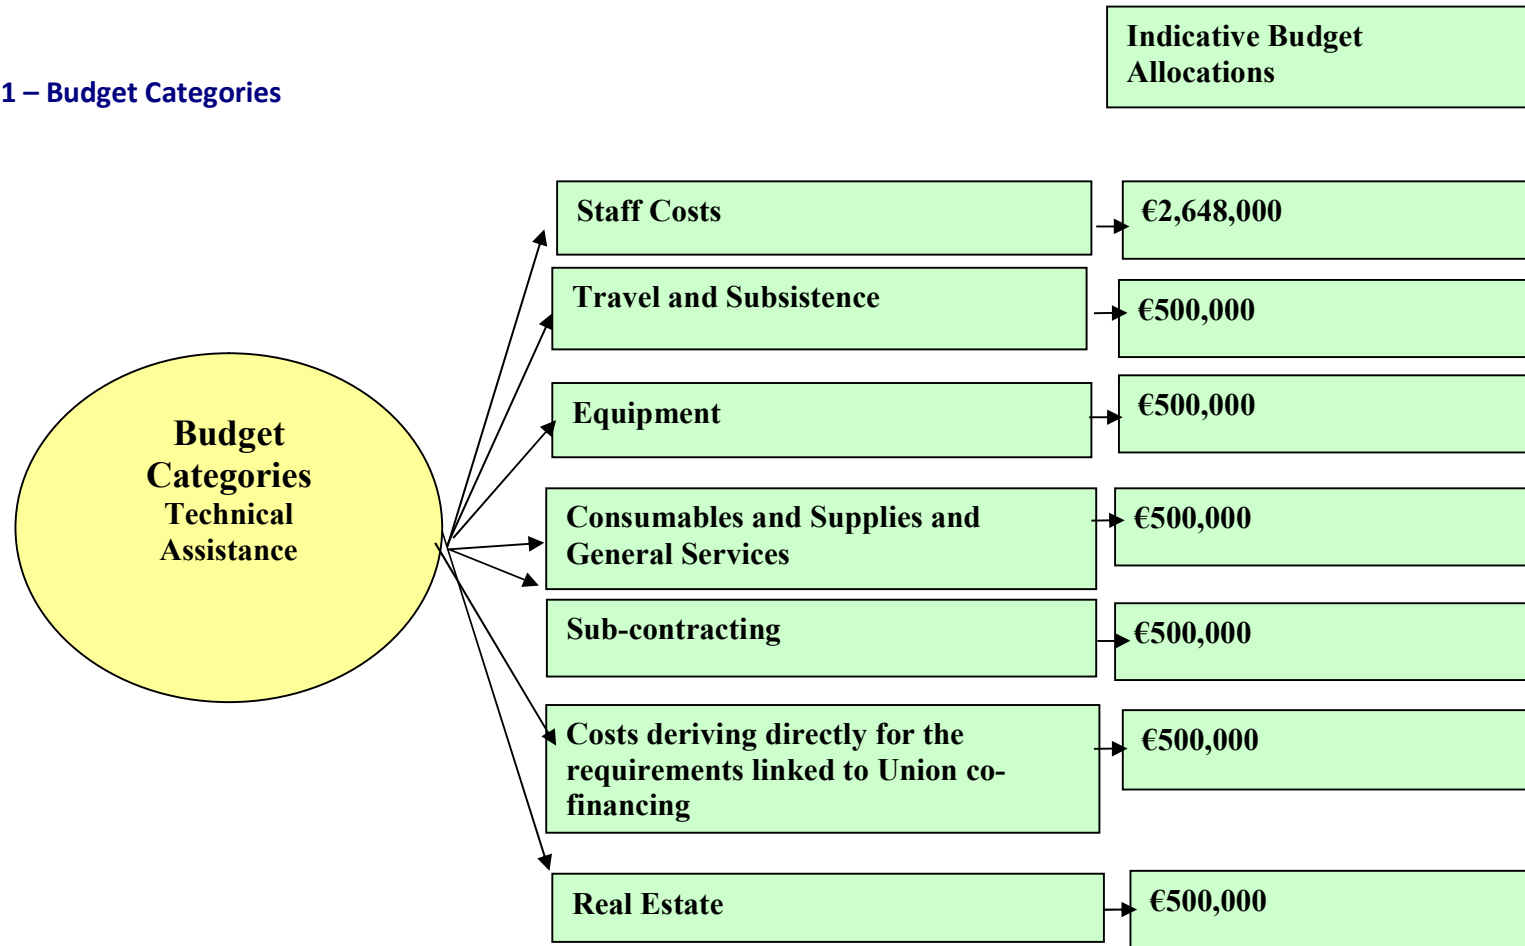 Indicative Budget
Allocations
1 – Budget Categories
Staff Costs
€2,648,000
Travel and Subsistence
€500,000
Equipment
€500,000
Budget
Categories
Technical
Assistance
Consumables and Supplies and
General Services
€500,000
Sub-contracting
€500,000
Costs deriving directly for the
requirements linked to Union co-
financing
€500,000
Real Estate
€500,000